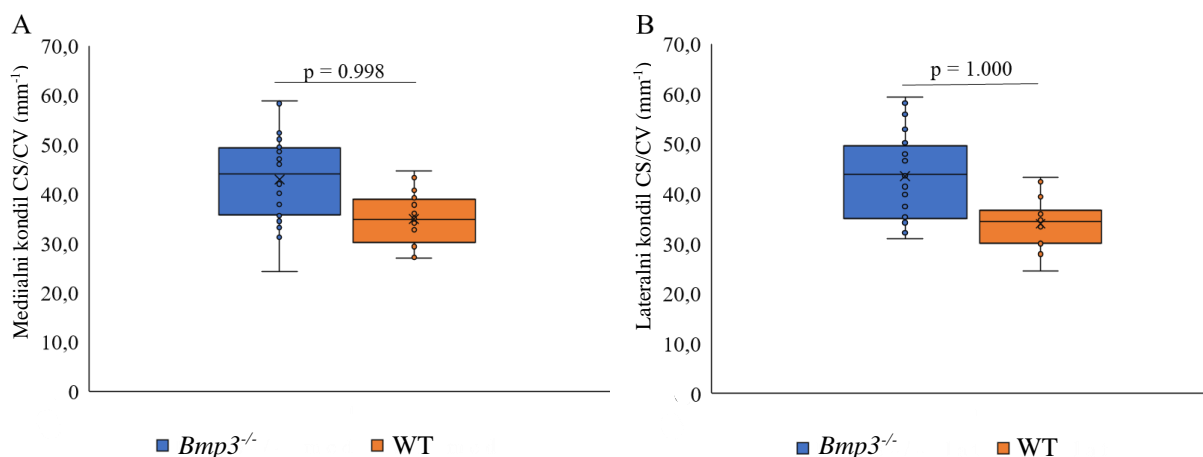 A
Medijalni kondil CS/CV (mm⁻¹)
70,0
60,0
50,0
40,0
30,0
20,0
10,0
0
p = 0.998
Bmp3⁻/⁻
WT
B
Lateralni kondil CS/CV (mm⁻¹)
70,0
60,0
50,0
40,0
30,0
20,0
10,0
0
p = 1.000
Bmp3⁻/⁻
WT